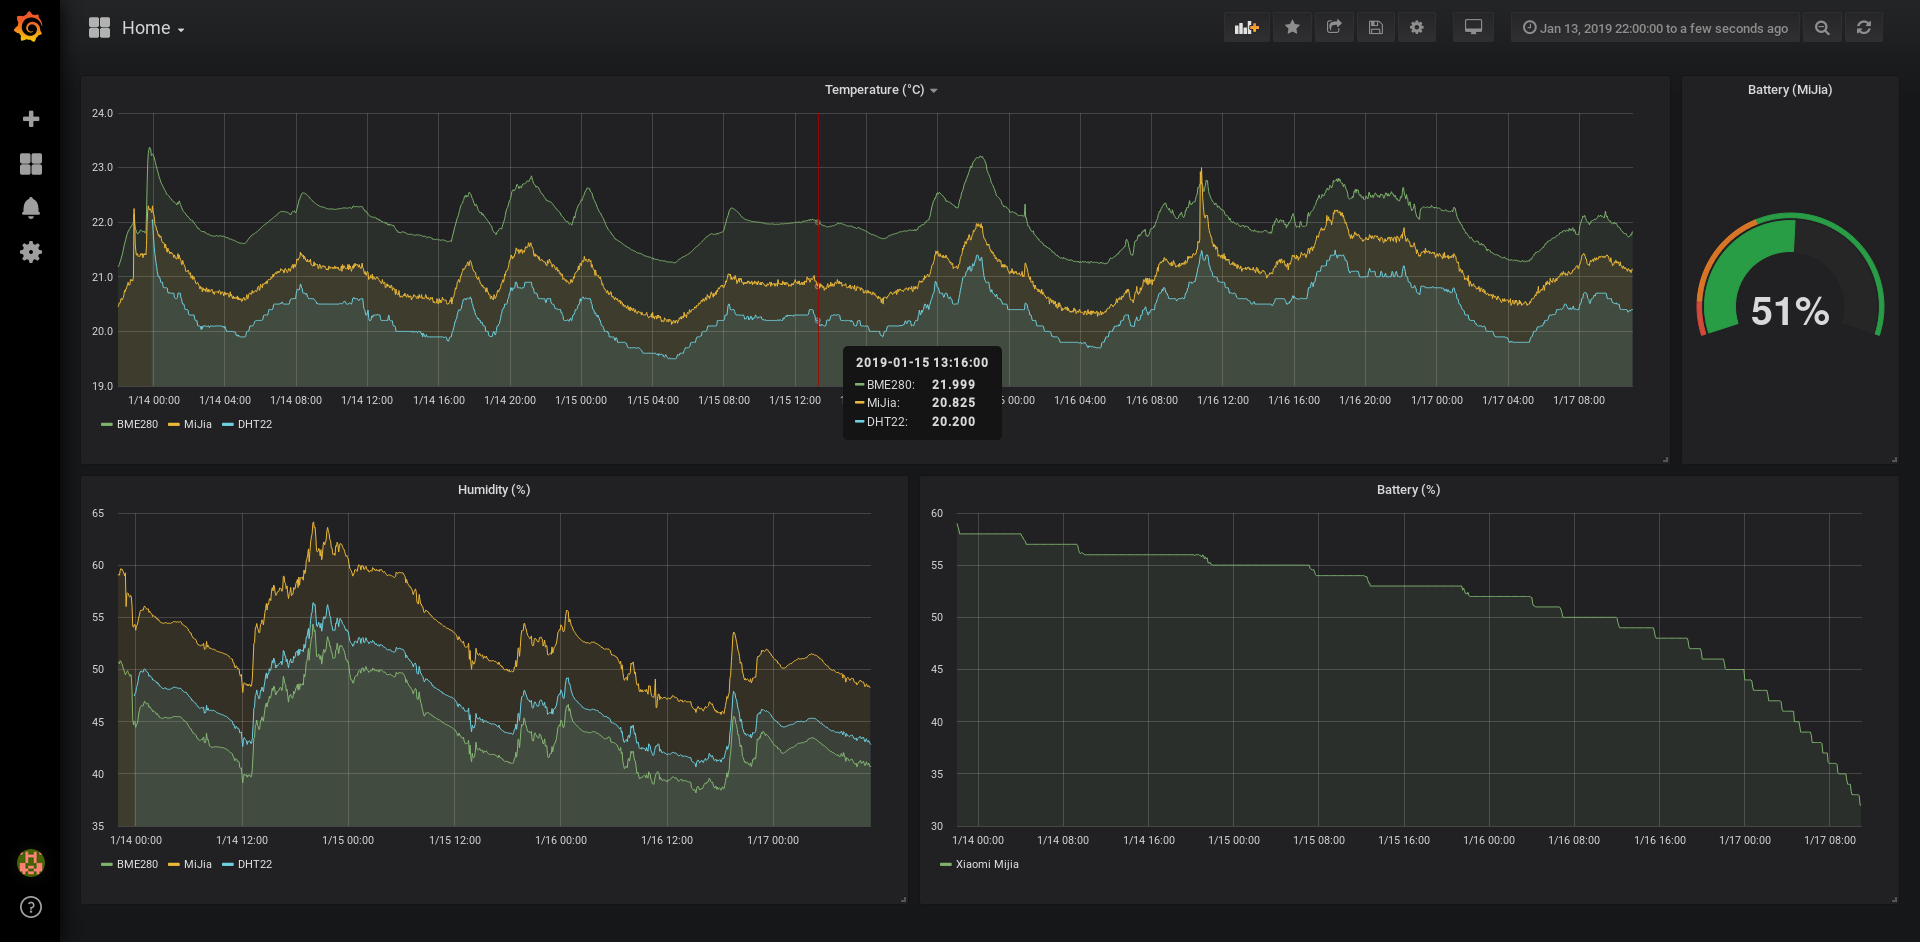 Home
Jan 13, 2019 22:00:00 to a few seconds ago
Temperature (°C)
24.0
23.0
22.0
21.0
20.0
19.0
1/14 00:00 1/14 04:00 1/14 08:00 1/14 12:00 1/14 16:00 1/14 20:00 1/15 00:00 1/15 04:00 1/15 08:00 1/15 12:00 00:00 1/16 04:00 1/16 08:00 1/16 12:00 1/16 16:00 1/16 20:00 1/17 00:00 1/17 04:00 1/17 08:00
BME280 MiJia DHT22
2019-01-15 13:16:00
BME280: 21.999
MiJia: 20.825
DHT22: 20.200
Battery (MiJia)
51%
Humidity (%)
65
60
55
50
45
40
35
1/14 00:00 1/14 12:00 1/15 00:00 1/15 12:00 1/16 00:00 1/16 12:00 1/17 00:00
BME280 MiJia DHT22
Battery (%)
60
55
50
45
40
35
30
1/14 00:00 1/14 08:00 1/14 16:00 1/15 00:00 1/15 08:00 1/15 16:00 1/16 00:00 1/16 08:00 1/16 16:00 1/17 00:00 1/17 08:00
Xiaomi Mijia
?